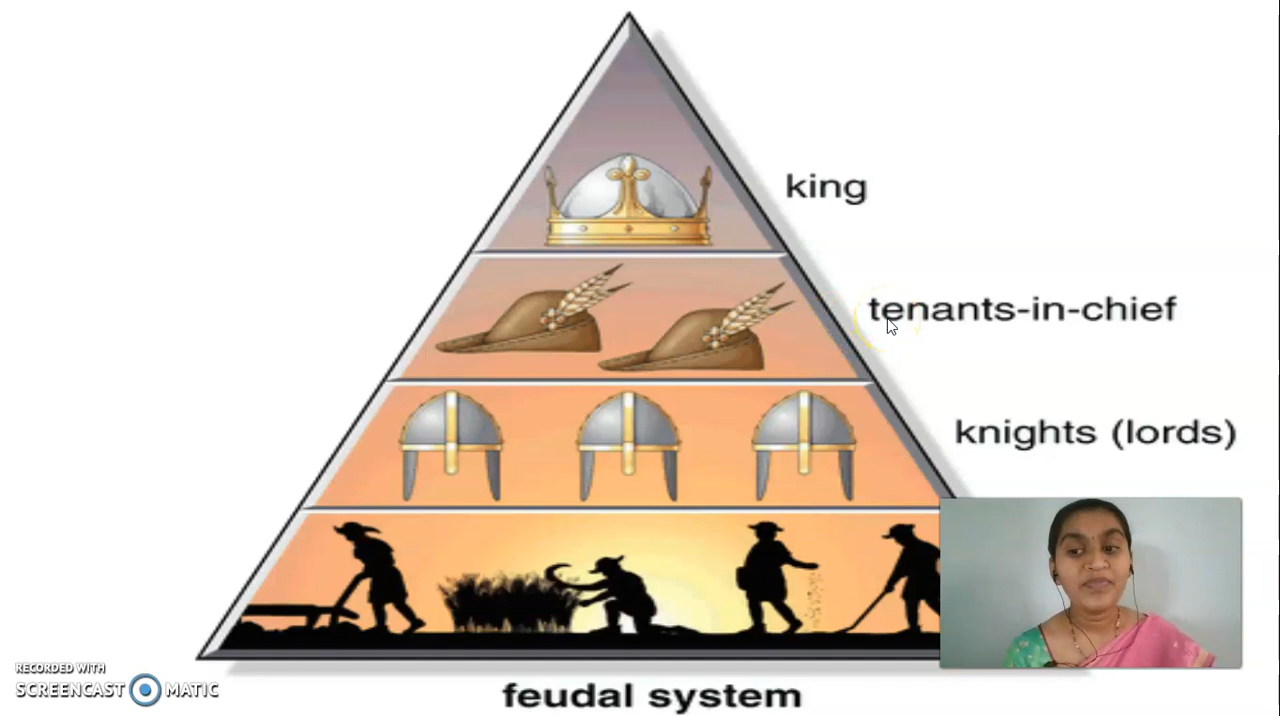 king
tenants-in-chief
knights (lords)
RECORDED WITH
SCREENCAST MATIC
feudal system